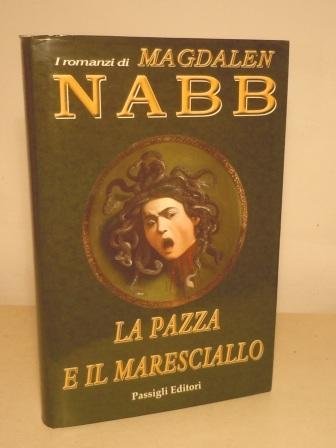 I romanzi di MAGDALEN
NABB
LA PAZZA
E IL MARESCIALLO
Passigli Editori